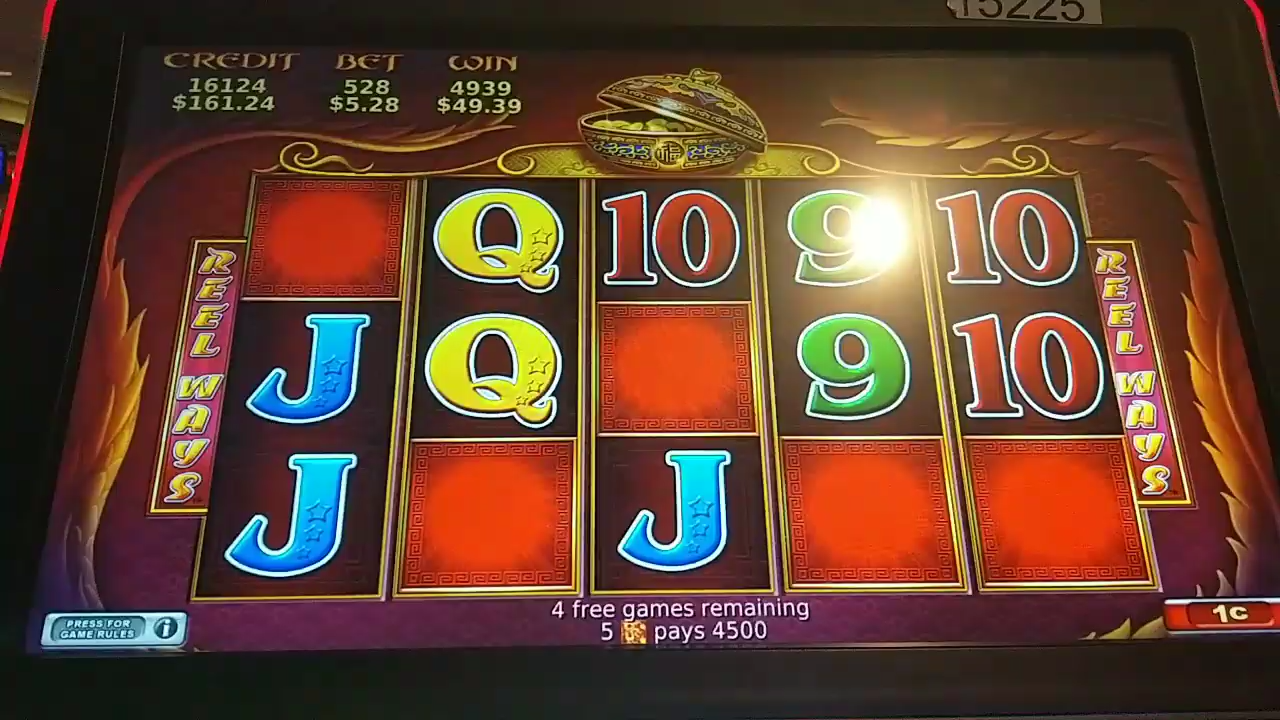 15225
CREDIT BET WIN
16124 528 4939
$161.24 $5.28 $49.39
Q 10 9 10
REEL WAYS
REEL WAYS
J Q 9 10
J J
4 free games remaining
5 pays 4500
PRESS FOR
GAME RULES i
1c